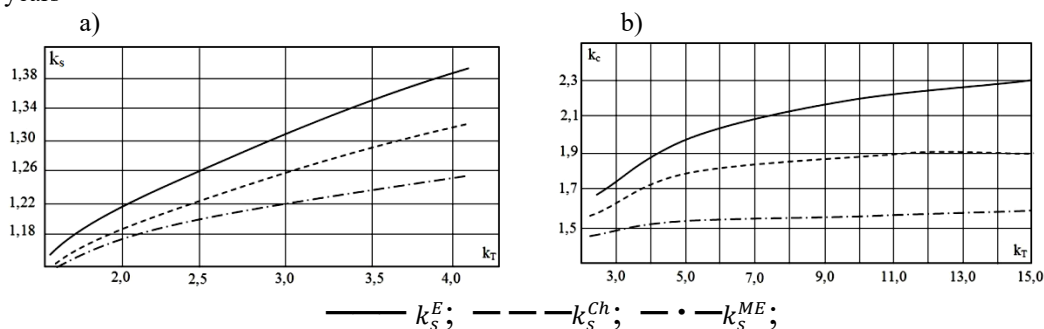 a) b)
k_s
1,38
1,34
1,30
1,26
1,22
1,18
k_T
2,0 2,5 3,0 3,5 4,0
k_c
2,3
2,1
1,9
1,7
1,5
k_T
3,0 5,0 7,0 9,0 11,0 13,0 15,0
k_s^E; k_s^Ch; k_s^ME;